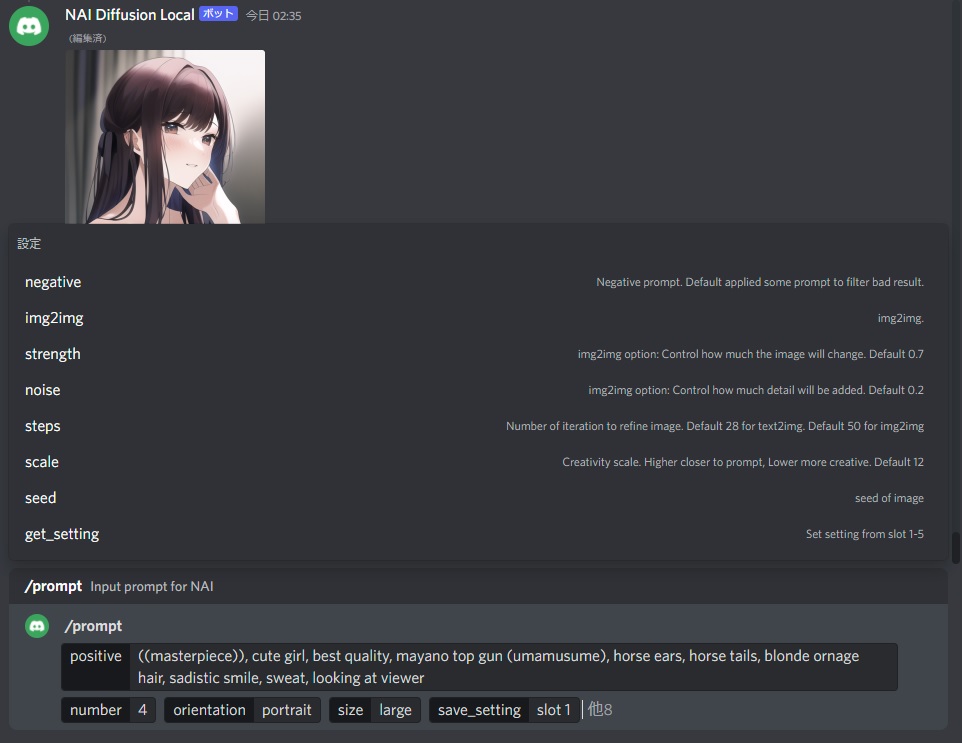 NAI Diffusion Local ボット 今日 02:35
(編集済)
設定
negative Negative prompt. Default applied some prompt to filter bad result.
img2img img2img.
strength img2img option: Control how much the image will change. Default 0.7
noise img2img option: Control how much detail will be added. Default 0.2
steps Number of iteration to refine image. Default 28 for text2img. Default 50 for img2img
scale Creativity scale. Higher closer to prompt, Lower more creative. Default 12
seed seed of image
get_setting Set setting from slot 1-5
/prompt Input prompt for NAI
/prompt
positive ((masterpiece)), cute girl, best quality, mayano top gun (umamusume), horse ears, horse tails, blonde ornage
hair, sadistic smile, sweat, looking at viewer
number 4 orientation portrait size large save_setting slot 1 他8